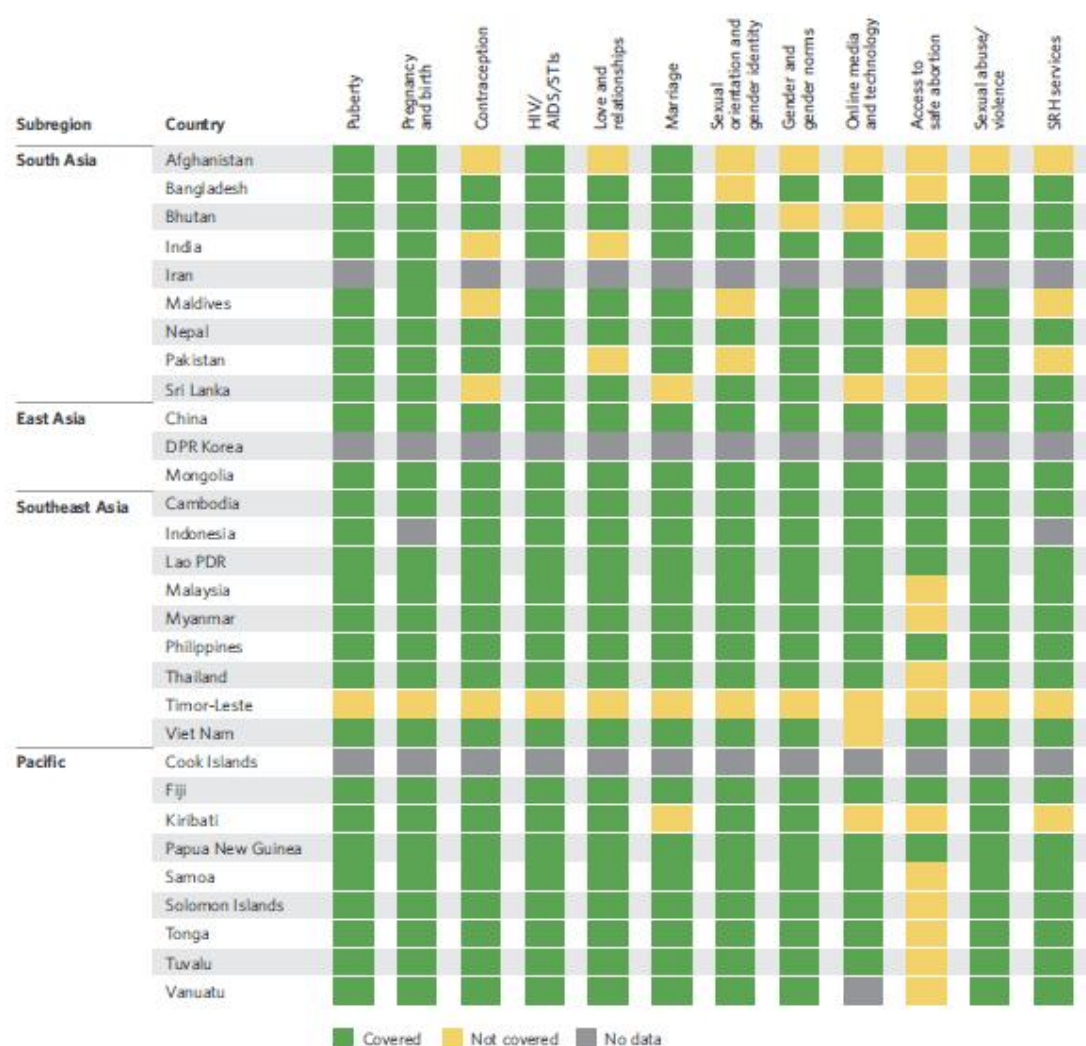 Subregion Country Puberty Pregnancy and birth Contraception HIV/AIDS/STIs Love and relationships Marriage Sexual orientation and gender identity Gender and gender norms Online media and technology Access to safe abortion Sexual abuse/violence SRH services
South Asia Afghanistan
Bangladesh
Bhutan
India
Iran
Maldives
Nepal
Pakistan
Sri Lanka
East Asia China
DPR Korea
Mongolia
Southeast Asia Cambodia
Indonesia
Lao PDR
Malaysia
Myanmar
Philippines
Thailand
Timor-Leste
Viet Nam
Pacific Cook Islands
Fiji
Kiribati
Papua New Guinea
Samoa
Solomon Islands
Tonga
Tuvalu
Vanuatu
Covered Not covered No data